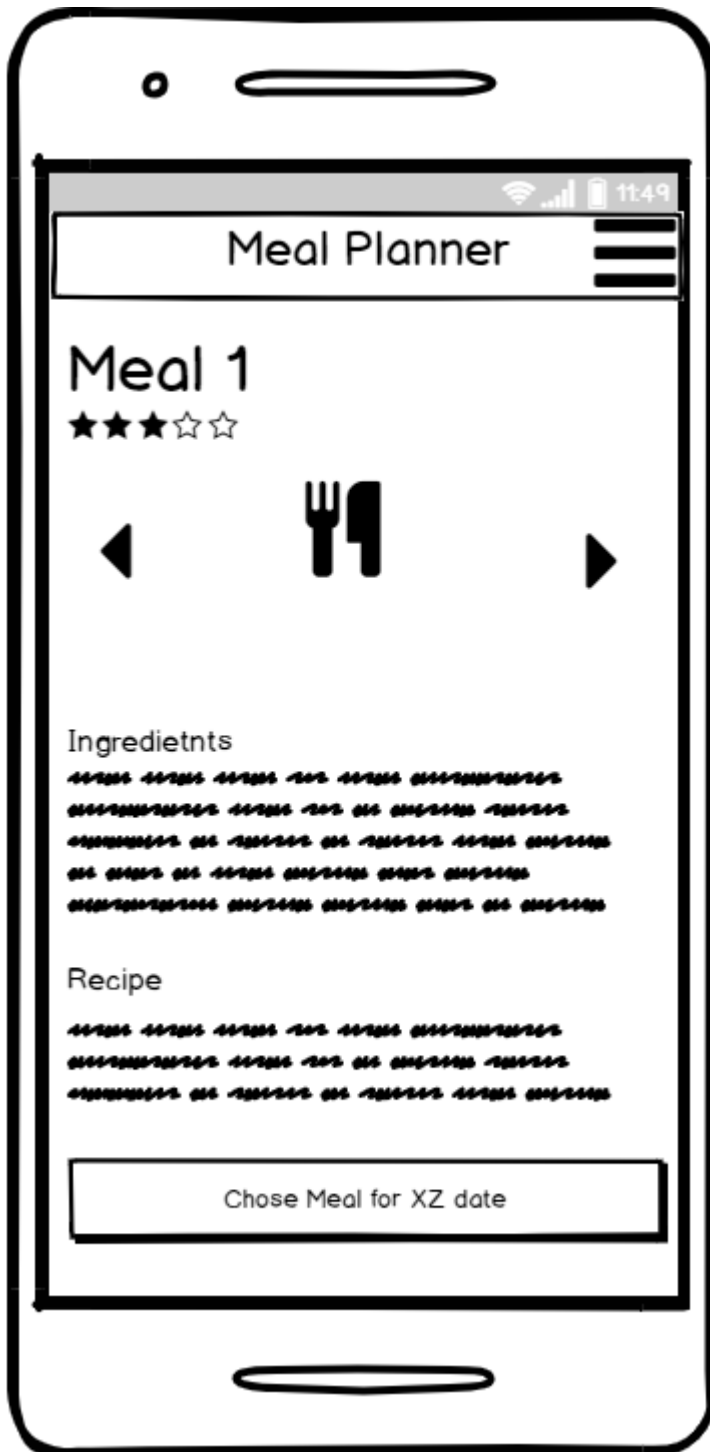 11:49
Meal Planner
Meal 1
Ingredietnts
Recipe
Chose Meal for XZ date